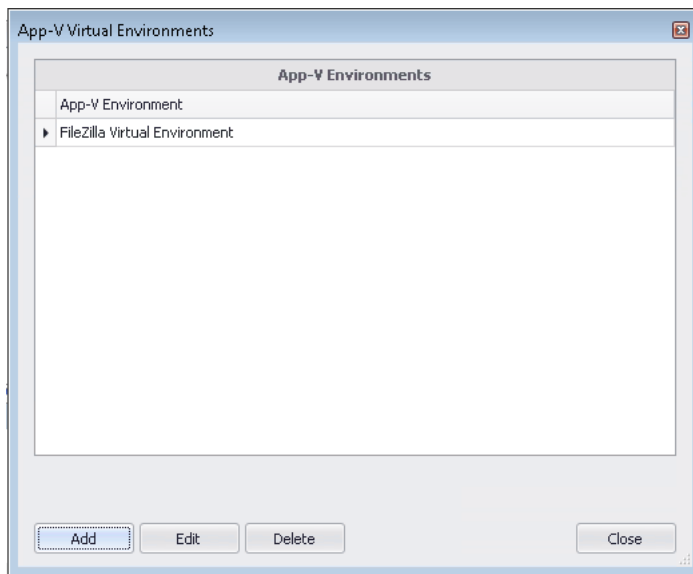 App-V Virtual Environments
App-V Environments
App-V Environment
FileZilla Virtual Environment
Add Edit Delete Close